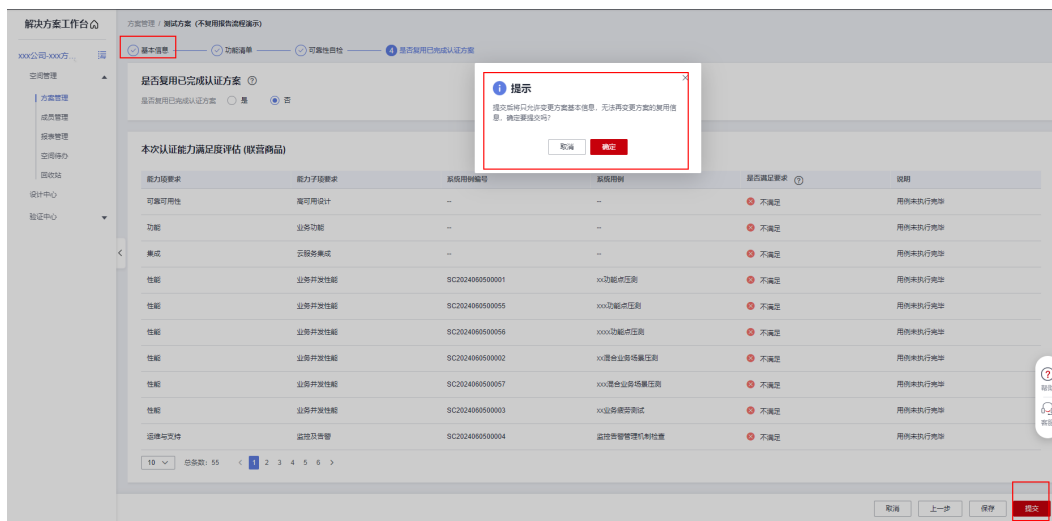 解决方案工作台
方案管理 / 测试方案（不复用报告流程演示）
xxx公司-xxx方...
基本信息
功能清单
可靠性自检
4 是否复用已完成认证方案
空间管理
方案管理
成员管理
报表管理
空间待办
回收站
设计中心
验证中心
是否复用已完成认证方案
是否复用已完成认证方案 是 否
提示
提交后将只允许变更方案基本信息，无法再变更方案的复用信
息，确定要提交吗?
取消 确定
本次认证能力满足度评估 (联营商品)
能力项要求 能力子项要求 系统用例编号 系统用例 是否满足要求 说明
可靠可用性 高可用设计 -- -- 不满足 用例未执行完毕
功能 业务功能 -- -- 不满足 用例未执行完毕
集成 云服务集成 -- -- 不满足 用例未执行完毕
性能 业务并发性能 SC2024060500001 xx功能点压测 不满足 用例未执行完毕
性能 业务并发性能 SC2024060500055 xxx功能点压测 不满足 用例未执行完毕
性能 业务并发性能 SC2024060500056 xxxx功能点压测 不满足 用例未执行完毕
性能 业务并发性能 SC2024060500002 xx混合业务场景压测 不满足 用例未执行完毕
性能 业务并发性能 SC2024060500057 xxx混合业务场景压测 不满足 用例未执行完毕
性能 业务并发性能 SC2024060500003 xx业务疲劳测试 不满足 用例未执行完毕
运维与支持 监控及告警 SC2024060500004 监控告警管理机制检查 不满足 用例未执行完毕
10 总条数: 55 < 1 2 3 4 5 6 >
取消 上一步 保存 提交